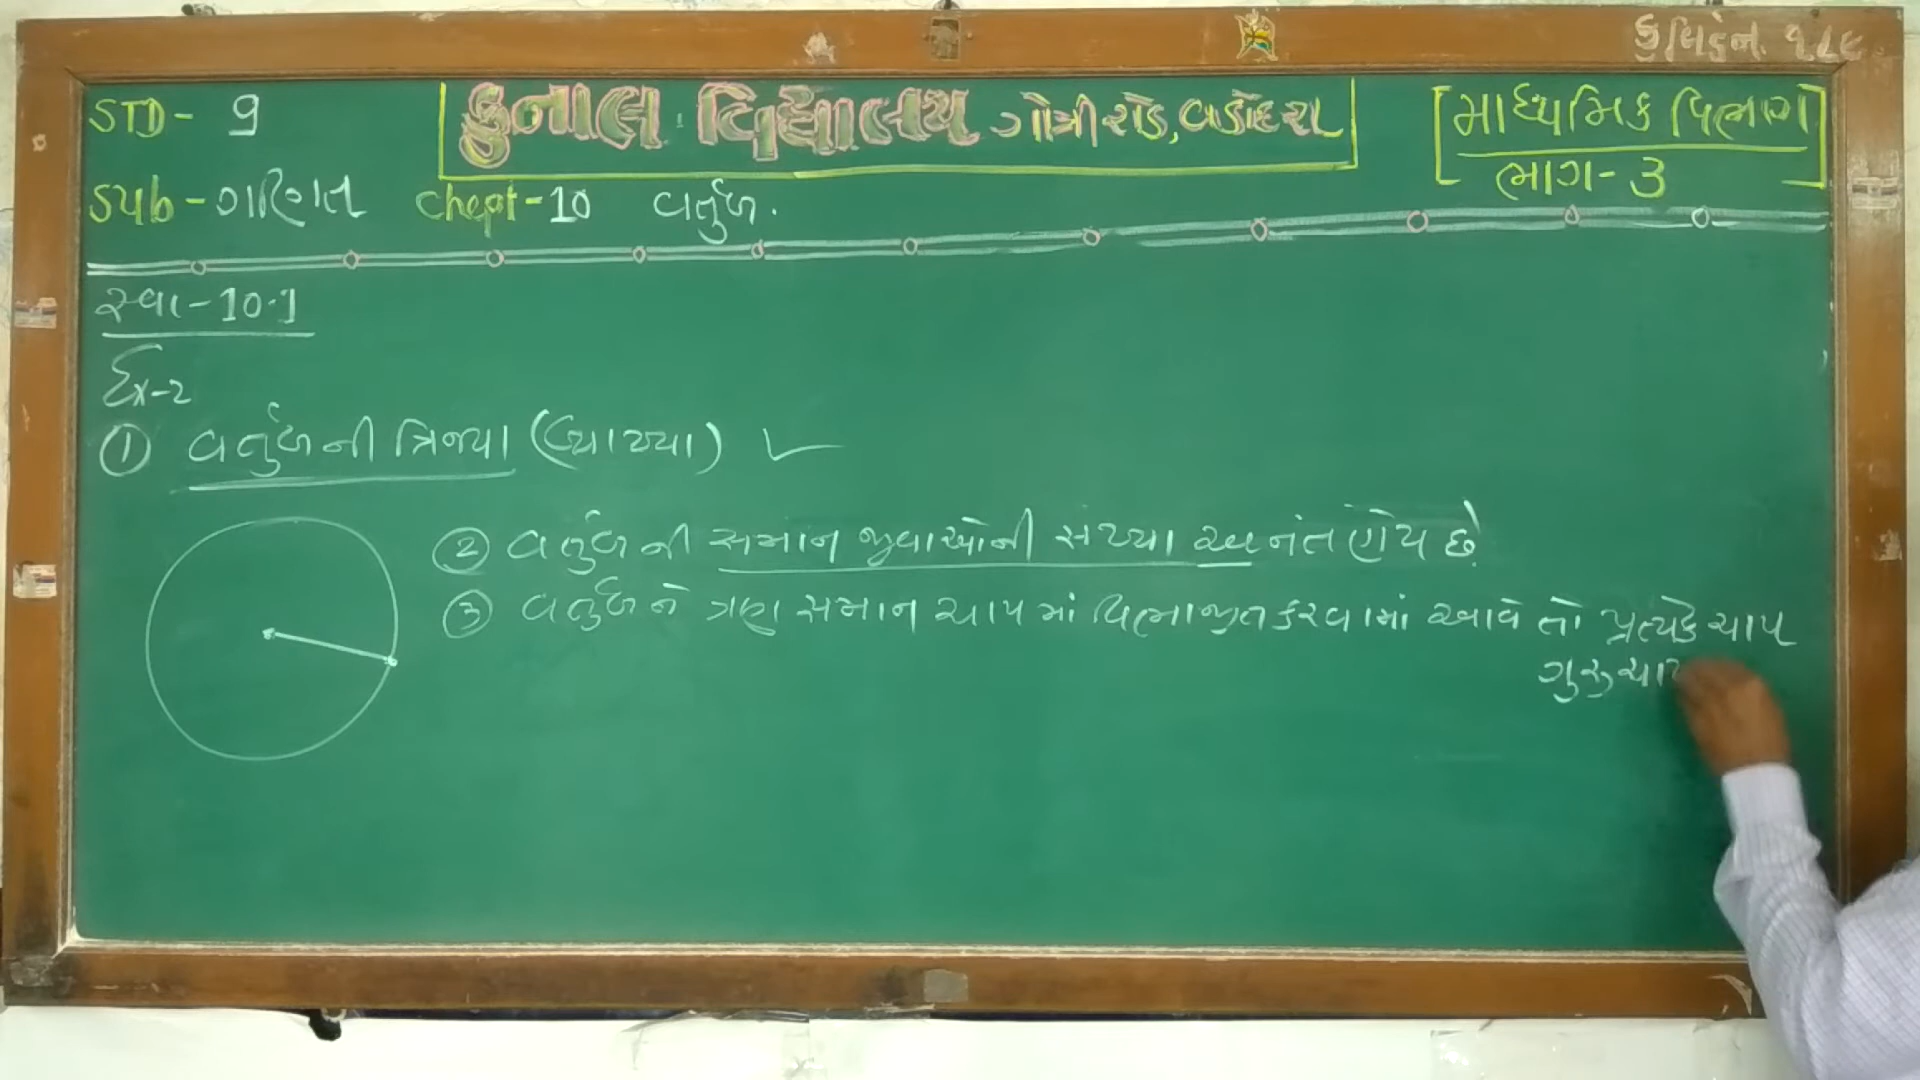 STD - 9
કુનાલ વિદ્યાલય ગોત્રી રોડ, વડોદરા
[માધ્યમિક વિભાગ]
ભાગ - 3
Sub - ગણિત Chept - 10 વર્તુળ.
સ્વા - 10.1
Ex-2
① વર્તુળની ત્રિજ્યા (વ્યાખ્યા) ✓
② વર્તુળની સમાન જીવાઓની સંખ્યા અનંત હોય છે.
③ વર્તુળને ત્રણ સમાન ચાપમાં વિભાજીત કરવામાં આવે તો પ્રત્યેક ચાપ
ગુરુચાપ